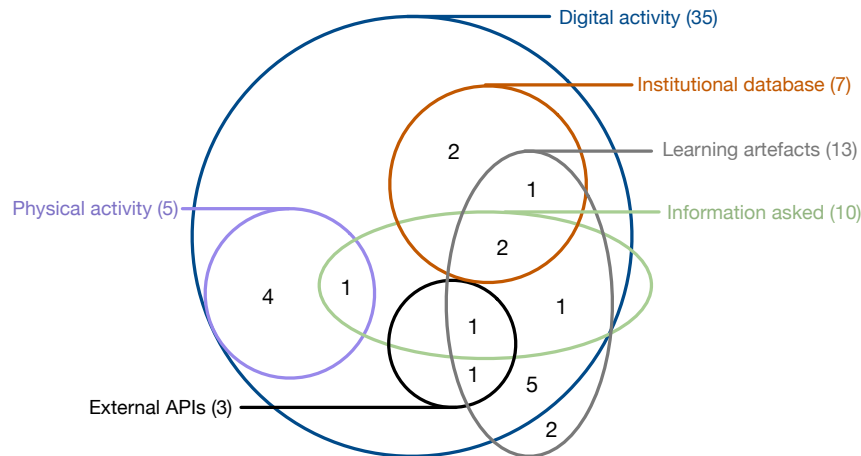 Digital activity (35)
Institutional database (7)
2
Learning artefacts (13)
1
Physical activity (5)
Information asked (10)
2
4
1
1
1
1
5
External APIs (3)
2